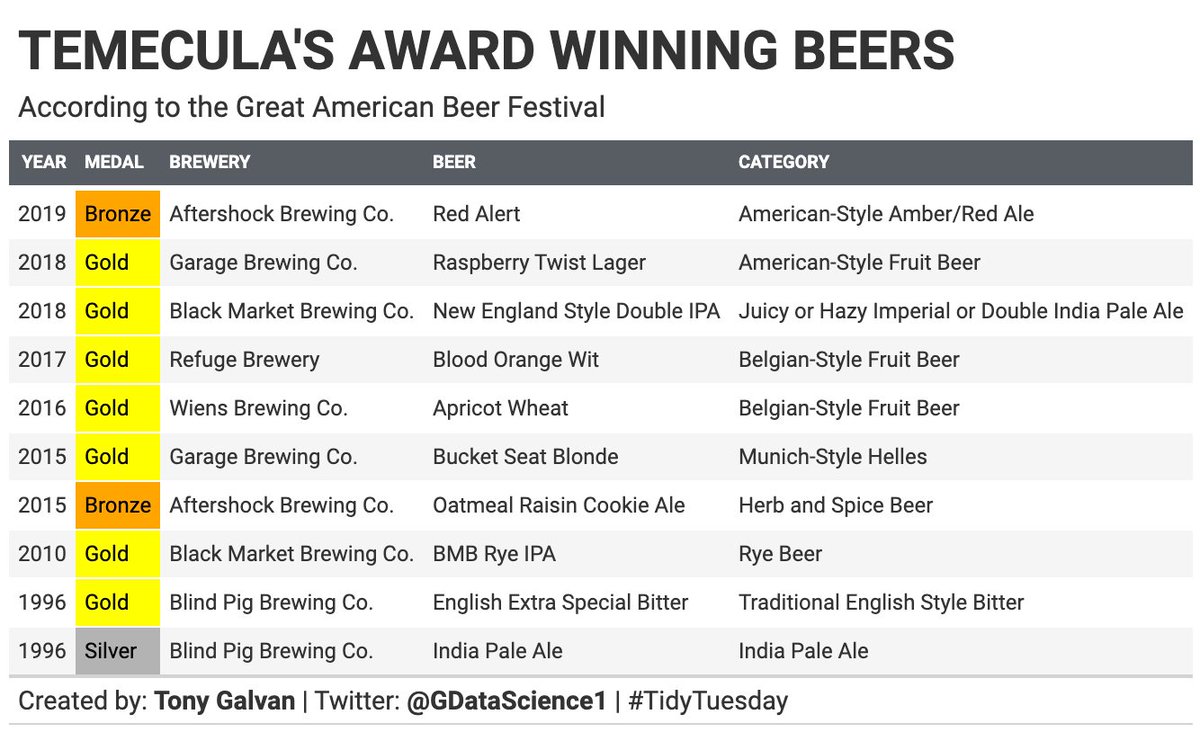 TEMECULA'S AWARD WINNING BEERS
According to the Great American Beer Festival
YEAR MEDAL BREWERY BEER CATEGORY
2019 Bronze Aftershock Brewing Co. Red Alert American-Style Amber/Red Ale
2018 Gold Garage Brewing Co. Raspberry Twist Lager American-Style Fruit Beer
2018 Gold Black Market Brewing Co. New England Style Double IPA Juicy or Hazy Imperial or Double India Pale Ale
2017 Gold Refuge Brewery Blood Orange Wit Belgian-Style Fruit Beer
2016 Gold Wiens Brewing Co. Apricot Wheat Belgian-Style Fruit Beer
2015 Gold Garage Brewing Co. Bucket Seat Blonde Munich-Style Helles
2015 Bronze Aftershock Brewing Co. Oatmeal Raisin Cookie Ale Herb and Spice Beer
2010 Gold Black Market Brewing Co. BMB Rye IPA Rye Beer
1996 Gold Blind Pig Brewing Co. English Extra Special Bitter Traditional English Style Bitter
1996 Silver Blind Pig Brewing Co. India Pale Ale India Pale Ale
Created by: Tony Galvan | Twitter: @GDataScience1 | #TidyTuesday